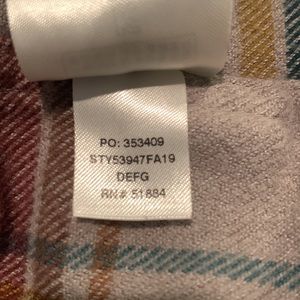 PO: 353409
STY53947FA19
DEFG
RN# 51884